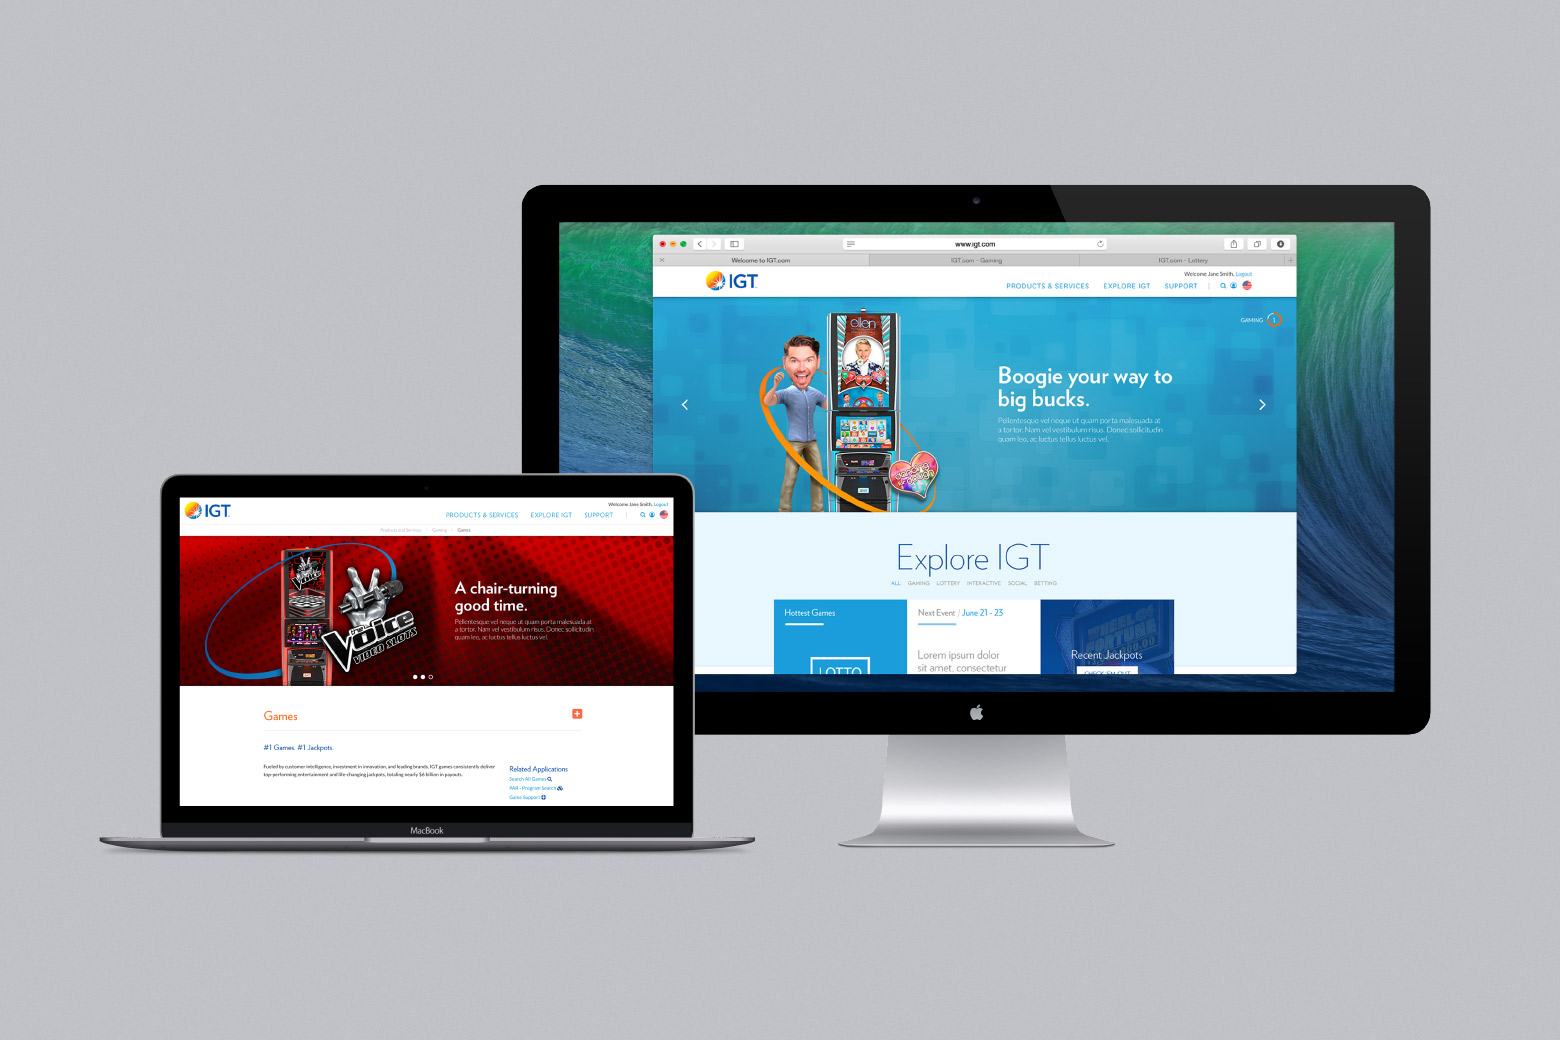 www.igt.com
Welcome to IGT.com
IGT.com - Gaming
IGT.com - Lottery
IGT
Welcome Jane Smith, Logout
PRODUCTS & SERVICES
EXPLORE IGT
SUPPORT
GAMING
ellen
Boogie your way to
big bucks.
Pellentesque vel neque ut quam porta malesuada at
a tortor. Nam vel vestibulum risus. Donec sollicitudin
quam leo, ac luctus tellus luctus vel.
Explore IGT
ALL GAMING LOTTERY INTERACTIVE SOCIAL BETTING
Hottest Games
LOTTO
Next Event / June 21 - 23
Lorem ipsum dolor
sit amet, consectetur
WHEEL OF
FORTUNE
Recent Jackpots
CHECK 'EM OUT
IGT
Welcome Jane Smith, Logout
PRODUCTS & SERVICES
EXPLORE IGT
SUPPORT
Products and Services
Gaming
Games
the Voice
VIDEO SLOTS
A chair-turning
good time.
Pellentesque vel neque ut quam porta malesuada at
a tortor. Nam vel vestibulum risus. Donec sollicitudin
quam leo, ac luctus tellus luctus vel.
Games
#1 Games. #1 Jackpots.
Fueled by customer intelligence, investment in innovation, and leading brands, IGT games consistently deliver
top-performing entertainment and life-changing jackpots, totaling nearly $6 billion in payouts.
Related Applications
Search All Games
PAR - Program Search
Game Support
MacBook